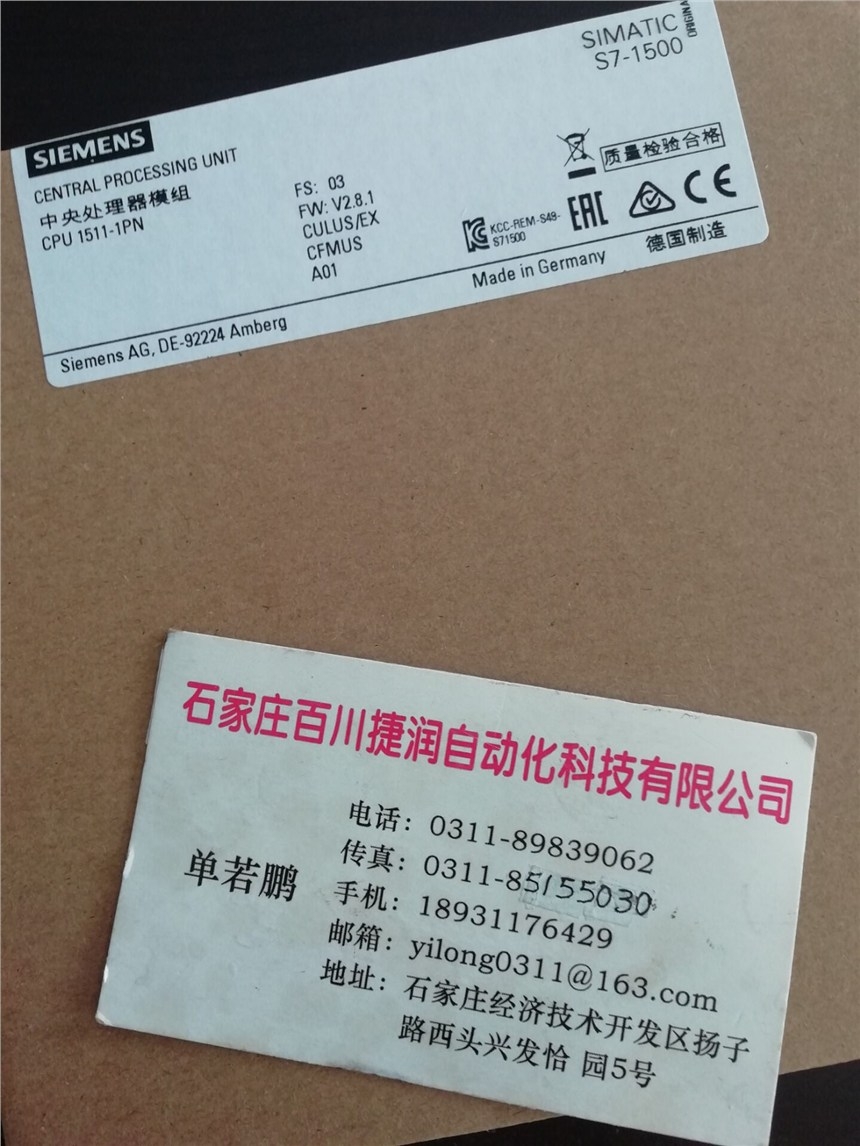 ORIGINAL
SIMATIC
S7-1500
SIEMENS
CENTRAL PROCESSING UNIT
中央处理器模组
CPU 1511-1PN
FS: 03
FW: V2.8.1
CULUS/EX
CFMUS
A01
KCC-REM-S49-
S71500
EAC
质量检验合格
CE
Made in Germany
德国制造
Siemens AG, DE-92224 Amberg
石家庄百川捷润自动化科技有限公司
单若鹏
电话：0311-89839062
传真：0311-85155030
手机：18931176429
邮箱：yilong0311@163.com
地址：石家庄经济技术开发区扬子
路西头兴发恰 园5号